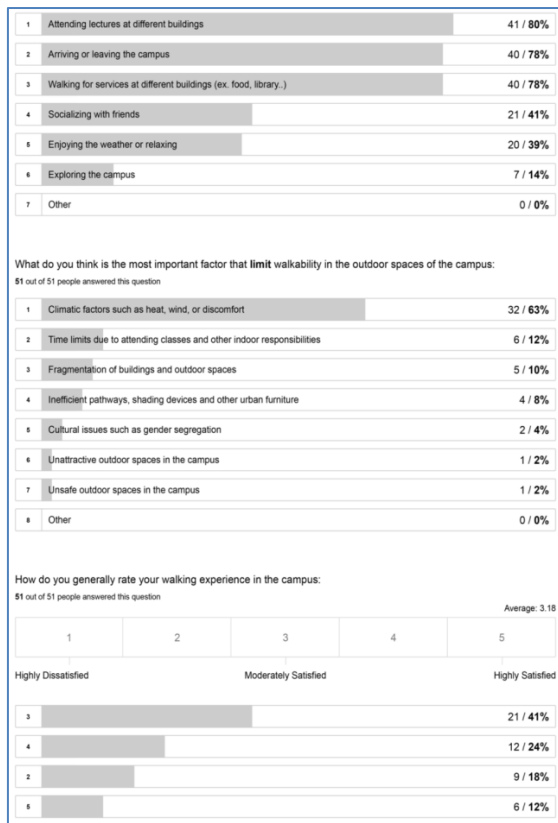 1 Attending lectures at different buildings 41 / 80%
2 Arriving or leaving the campus 40 / 78%
3 Walking for services at different buildings (ex. food, library..) 40 / 78%
4 Socializing with friends 21 / 41%
5 Enjoying the weather or relaxing 20 / 39%
6 Exploring the campus 7 / 14%
7 Other 0 / 0%
What do you think is the most important factor that limit walkability in the outdoor spaces of the campus:
51 out of 51 people answered this question
1 Climatic factors such as heat, wind, or discomfort 32 / 63%
2 Time limits due to attending classes and other indoor responsibilities 6 / 12%
3 Fragmentation of buildings and outdoor spaces 5 / 10%
4 Inefficient pathways, shading devices and other urban furniture 4 / 8%
5 Cultural issues such as gender segregation 2 / 4%
6 Unattractive outdoor spaces in the campus 1 / 2%
7 Unsafe outdoor spaces in the campus 1 / 2%
8 Other 0 / 0%
How do you generally rate your walking experience in the campus:
51 out of 51 people answered this question
Average: 3.18
1 2 3 4 5
Highly Dissatisfied Moderately Satisfied Highly Satisfied
3 21 / 41%
4 12 / 24%
2 9 / 18%
5 6 / 12%